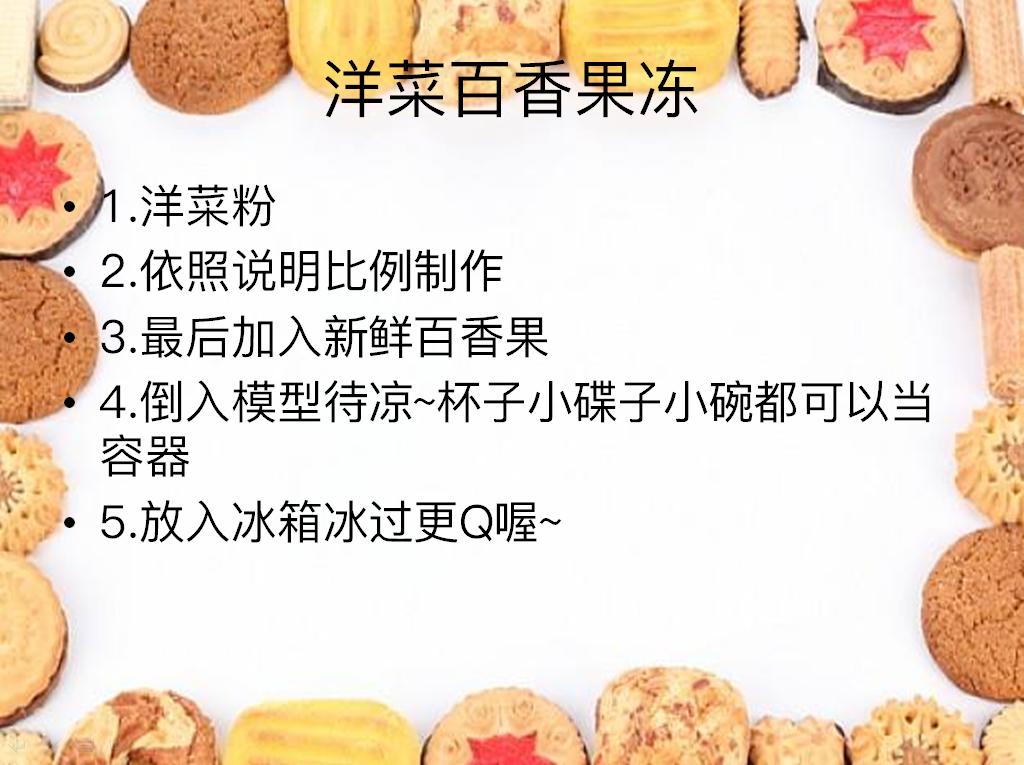 洋菜百香果冻
• 1.洋菜粉
• 2.依照说明比例制作
• 3.最后加入新鲜百香果
• 4.倒入模型待凉~杯子小碟子小碗都可以当
容器
• 5.放入冰箱冰过更Q喔~